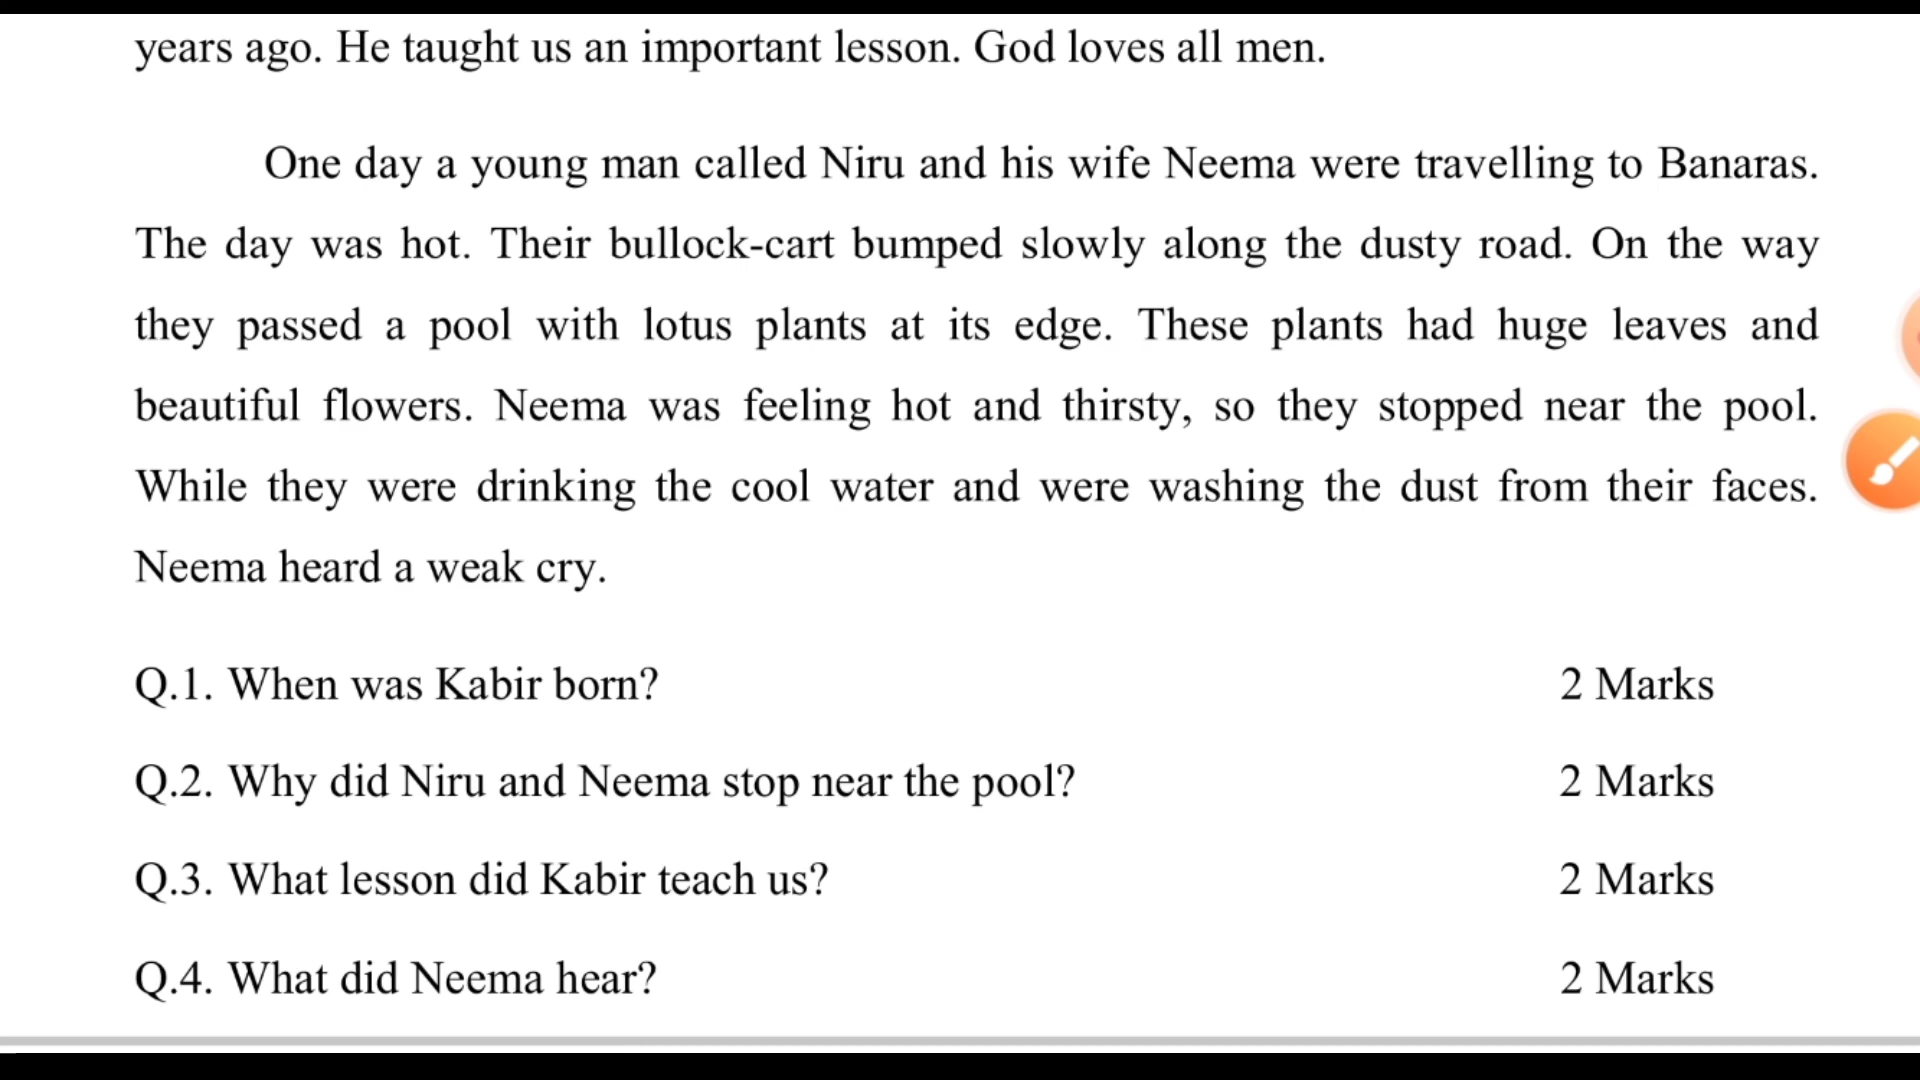 years ago. He taught us an important lesson. God loves all men.
One day a young man called Niru and his wife Neema were travelling to Banaras.
The day was hot. Their bullock-cart bumped slowly along the dusty road. On the way
they passed a pool with lotus plants at its edge. These plants had huge leaves and
beautiful flowers. Neema was feeling hot and thirsty, so they stopped near the pool.
While they were drinking the cool water and were washing the dust from their faces.
Neema heard a weak cry.
Q.1. When was Kabir born? 2 Marks
Q.2. Why did Niru and Neema stop near the pool? 2 Marks
Q.3. What lesson did Kabir teach us? 2 Marks
Q.4. What did Neema hear? 2 Marks